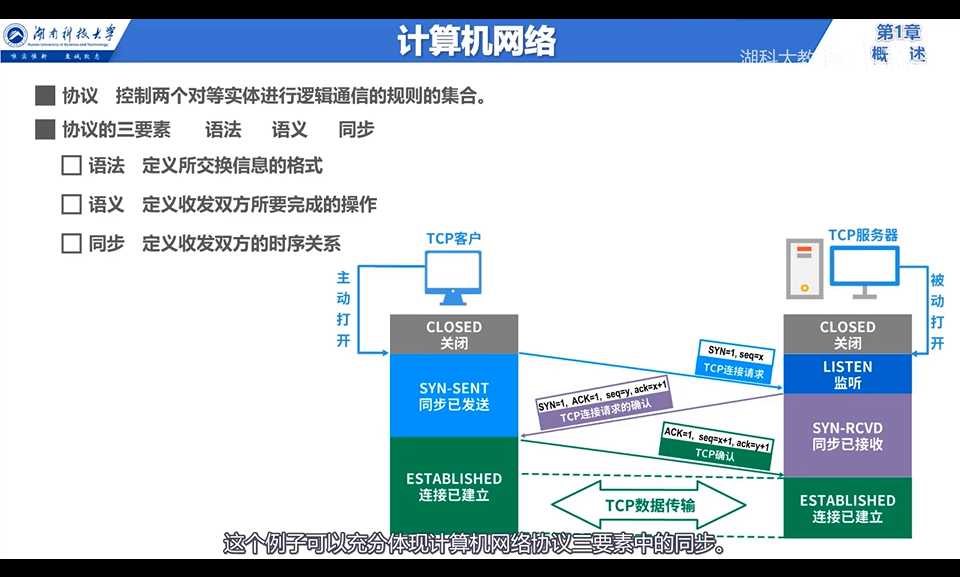 湖南科技大学
Hunan University of Science and Technology
唯实惟新 至诚致志
计算机网络
第1章
概 述
湖科大教
协议 控制两个对等实体进行逻辑通信的规则的集合。
协议的三要素 语法 语义 同步
语法 定义所交换信息的格式
语义 定义收发双方所要完成的操作
同步 定义收发双方的时序关系
TCP客户
TCP服务器
主动打开
被动打开
CLOSED
关闭
CLOSED
关闭
SYN=1, seq=x
TCP连接请求
LISTEN
监听
SYN-SENT
同步已发送
SYN=1, ACK=1, seq=y, ack=x+1
TCP连接请求的确认
SYN-RCVD
同步已接收
ACK=1, seq=x+1, ack=y+1
TCP确认
ESTABLISHED
连接已建立
ESTABLISHED
连接已建立
TCP数据传输
这个例子可以充分体现计算机网络协议三要素中的同步。